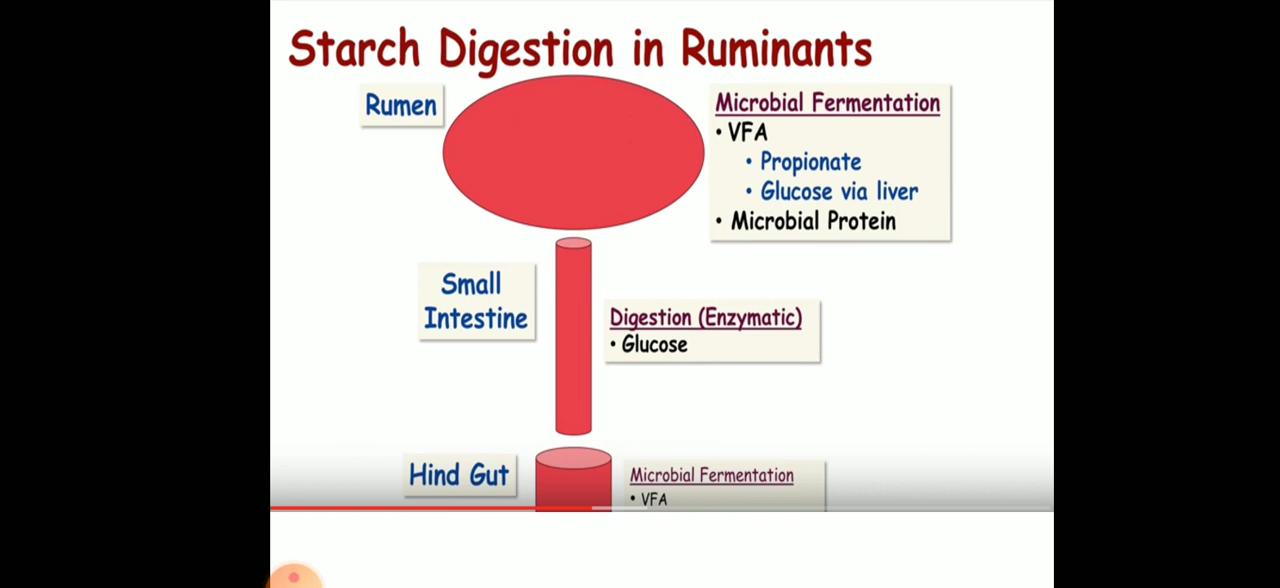 Starch Digestion in Ruminants
Rumen
Microbial Fermentation
• VFA
• Propionate
• Glucose via liver
• Microbial Protein
Small
Intestine
Digestion (Enzymatic)
• Glucose
Hind Gut
Microbial Fermentation
• VFA